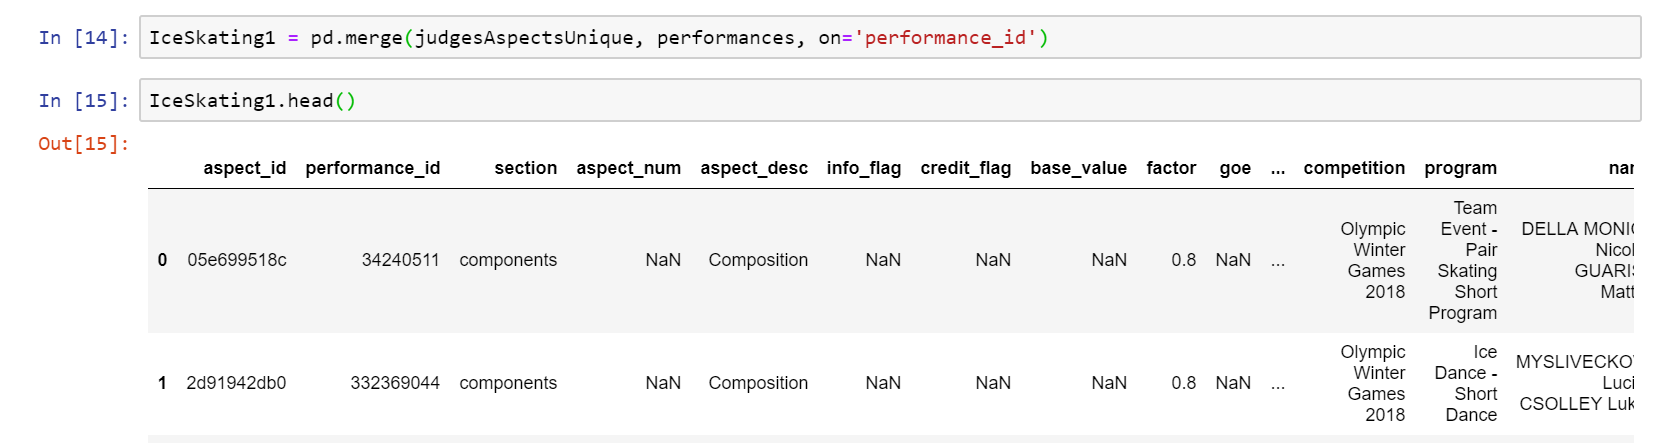 In [14]: IceSkating1 = pd.merge(judgesAspectsUnique, performances, on='performance_id')
In [15]: IceSkating1.head()
Out[15]:
aspect_id performance_id section aspect_num aspect_desc info_flag credit_flag base_value factor goe ... competition program nar
0 05e699518c 34240511 components NaN Composition NaN NaN NaN 0.8 NaN ... Olympic Winter Games 2018 Team Event - Pair Skating Short Program DELLA MONIC Nicol GUARIS Matt
1 2d91942db0 332369044 components NaN Composition NaN NaN NaN 0.8 NaN ... Olympic Winter Games 2018 Ice Dance - Short Dance MYSLIVECKOV Luci CSOLLEY Luk